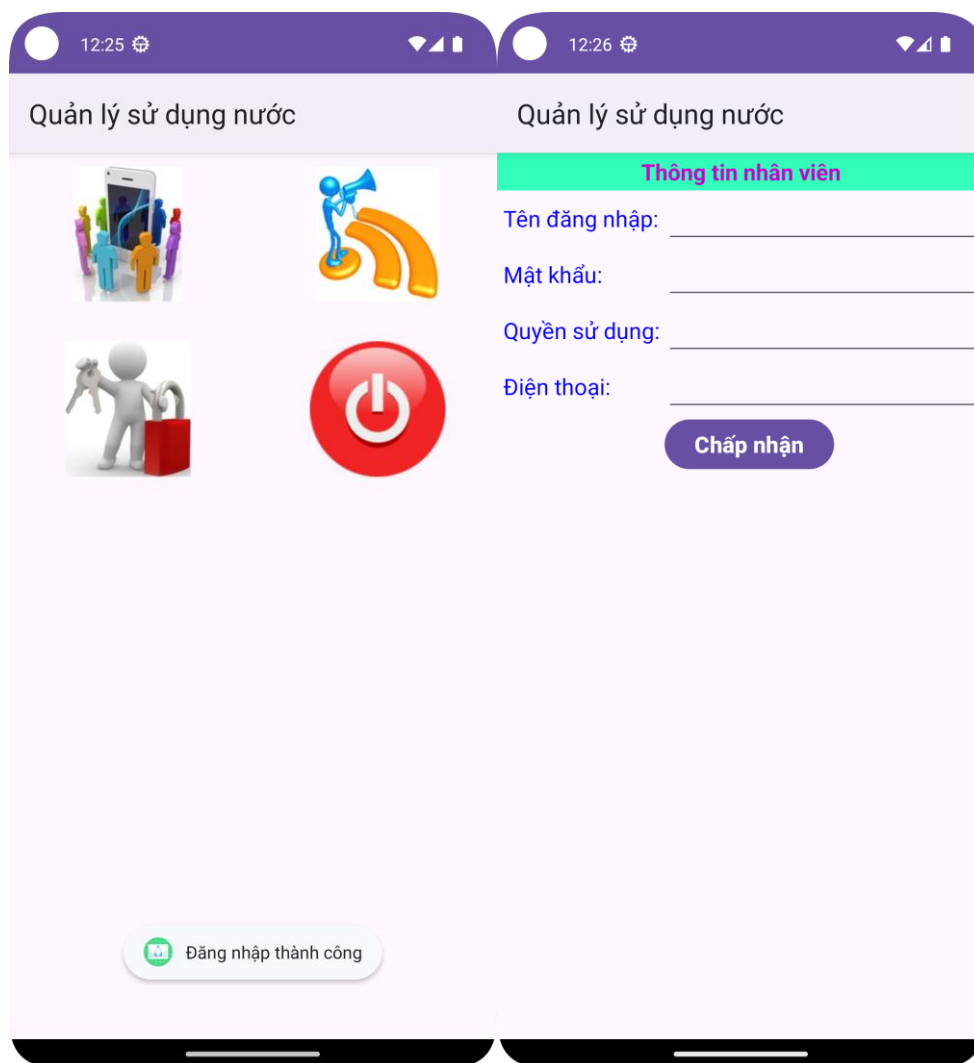 12:25
Quản lý sử dụng nước
Đăng nhập thành công
12:26
Quản lý sử dụng nước
Thông tin nhân viên
Tên đăng nhập:
Mật khẩu:
Quyền sử dụng:
Điện thoại:
Chấp nhận